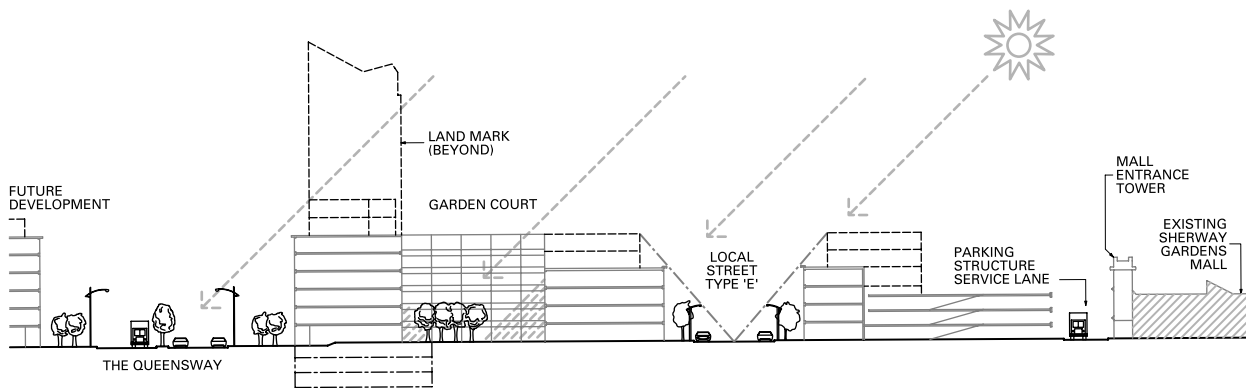 LAND MARK
(BEYOND)
FUTURE
DEVELOPMENT
GARDEN COURT
MALL
ENTRANCE
TOWER
LOCAL
STREET
TYPE 'E'
PARKING
STRUCTURE
SERVICE LANE
EXISTING
SHERWAY
GARDENS
MALL
THE QUEENSWAY